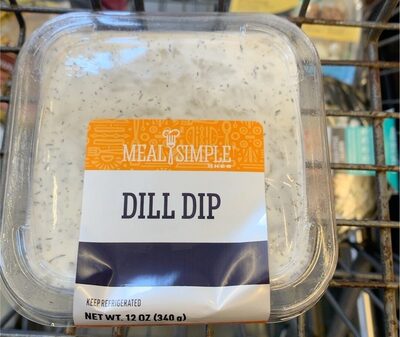 MEAL SIMPLE
DILL DIP
KEEP REFRIGERATED
NET WT. 12 OZ (340 g)